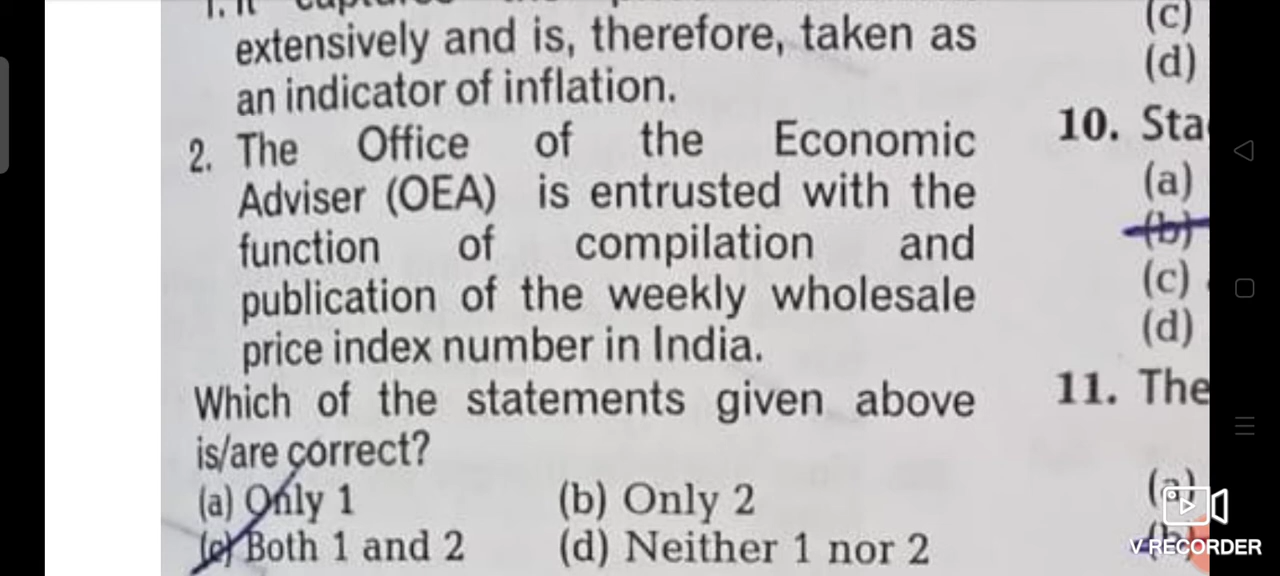 extensively and is, therefore, taken as
an indicator of inflation.
2. The Office of the Economic
Adviser (OEA) is entrusted with the
function of compilation and
publication of the weekly wholesale
price index number in India.
Which of the statements given above
is/are correct?
(a) Only 1 (b) Only 2
(c) Both 1 and 2 (d) Neither 1 nor 2
(c)
(d)
10. Sta
(a)
(b)
(c)
(d)
11. The
(a)
(b)
V RECORDER